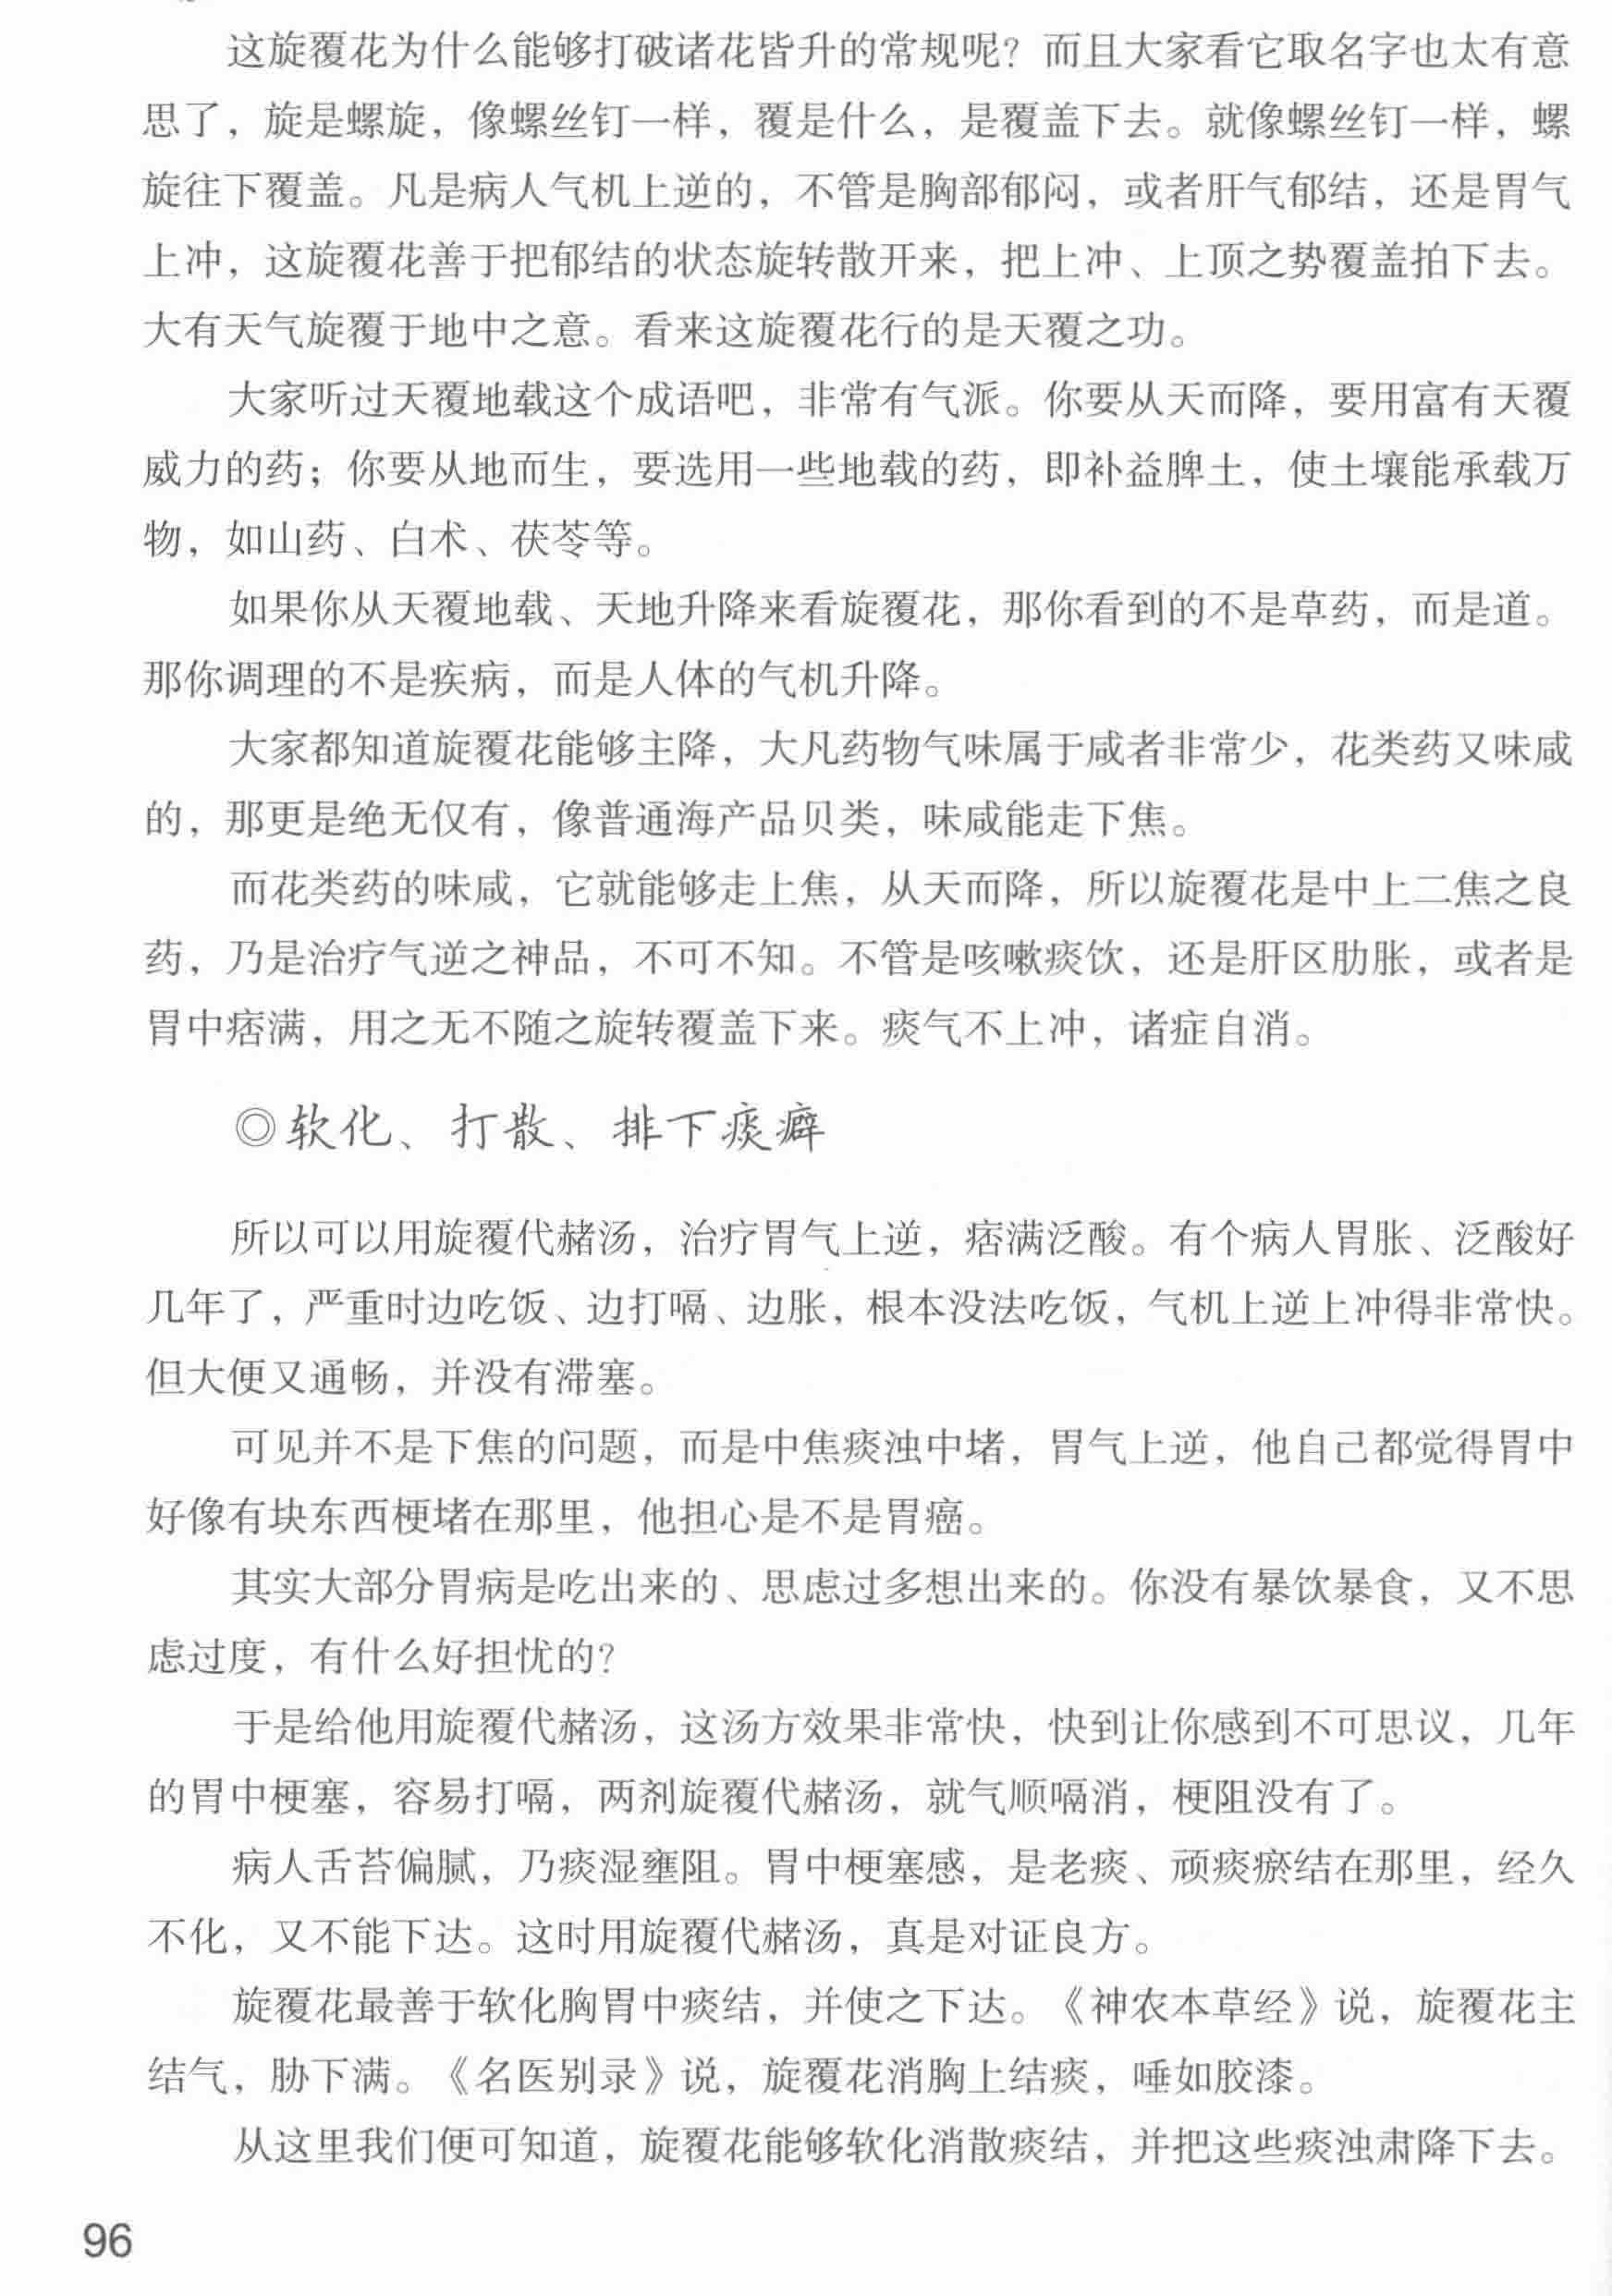 这旋覆花为什么能够打破诸花皆升的常规呢？而且大家看它取名字也太有意
思了，旋是螺旋，像螺丝钉一样，覆是什么，是覆盖下去。就像螺丝钉一样，螺
旋往下覆盖。凡是病人气机上逆的，不管是胸部郁闷，或者肝气郁结，还是胃气
上冲，这旋覆花善于把郁结的状态旋转散开来，把上冲、上顶之势覆盖拍下去。
大有天气旋覆于地中之意。看来这旋覆花行的是天覆之功。
大家听过天覆地载这个成语吧，非常有气派。你要从天而降，要用富有天覆
威力的药；你要从地而生，要选用一些地载的药，即补益脾土，使土壤能承载万
物，如山药、白术、茯苓等。
如果你从天覆地载、天地升降来看旋覆花，那你看到的不是草药，而是道。
那你调理的不是疾病，而是人体的气机升降。
大家都知道旋覆花能够主降，大凡药物气味属于咸者非常少，花类药又味咸
的，那更是绝无仅有，像普通海产品贝类，味咸能走下焦。
而花类药的味咸，它就能够走上焦，从天而降，所以旋覆花是中上二焦之良
药，乃是治疗气逆之神品，不可不知。不管是咳嗽痰饮，还是肝区肋胀，或者是
胃中痞满，用之无不随之旋转覆盖下来。痰气不上冲，诸症自消。
◎软化、打散、排下痰癖
所以可以用旋覆代赭汤，治疗胃气上逆，痞满泛酸。有个病人胃胀、泛酸好
几年了，严重时边吃饭、边打嗝、边胀，根本没法吃饭，气机上逆上冲得非常快。
但大便又通畅，并没有滞塞。
可见并不是下焦的问题，而是中焦痰浊中堵，胃气上逆，他自己都觉得胃中
好像有块东西梗堵在那里，他担心是不是胃癌。
其实大部分胃病是吃出来的、思虑过多想出来的。你没有暴饮暴食，又不思
虑过度，有什么好担忧的？
于是给他用旋覆代赭汤，这汤方效果非常快，快到让你感到不可思议，几年
的胃中梗塞，容易打嗝，两剂旋覆代赭汤，就气顺嗝消，梗阻没有了。
病人舌苔偏腻，乃痰湿壅阻。胃中梗塞感，是老痰、顽痰瘀结在那里，经久
不化，又不能下达。这时用旋覆代赭汤，真是对证良方。
旋覆花最善于软化胸胃中痰结，并使之下达。《神农本草经》说，旋覆花主
结气，胁下满。《名医别录》说，旋覆花消胸上结痰，唾如胶漆。
从这里我们便可知道，旋覆花能够软化消散痰结，并把这些痰浊肃降下去。
96